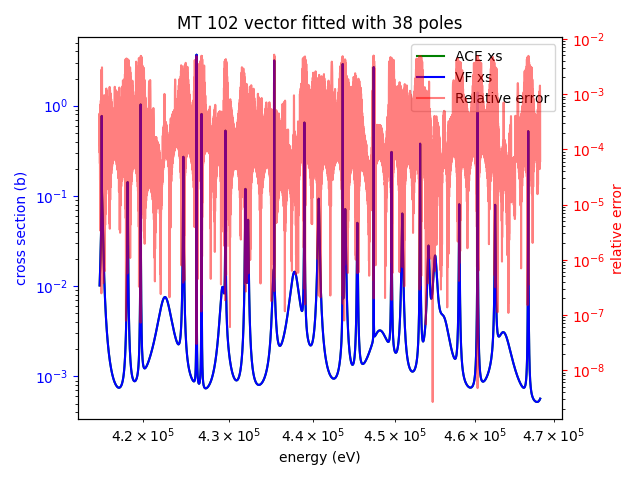 MT 102 vector fitted with 38 poles
ACE xs
VF xs
Relative error
10⁰
10⁻¹
10⁻²
10⁻³
cross section (b)
10⁻²
10⁻³
10⁻⁴
10⁻⁵
10⁻⁶
10⁻⁷
10⁻⁸
relative error
4.2 × 10⁵ 4.3 × 10⁵ 4.4 × 10⁵ 4.5 × 10⁵ 4.6 × 10⁵ 4.7 × 10⁵
energy (eV)